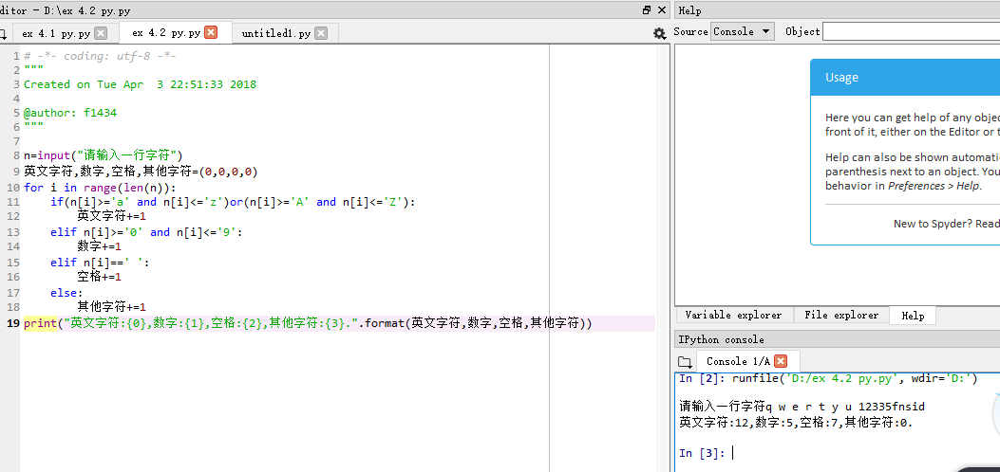 ditor - D:\ex 4.2 py.py
ex 4.1 py.py
ex 4.2 py.py
untitled1.py
1 # -*- coding: utf-8 -*-
2 """
3 Created on Tue Apr  3 22:51:33 2018
4
5 @author: f1434
6 """
7
8 n=input("请输入一行字符")
9 英文字符,数字,空格,其他字符=(0,0,0,0)
10 for i in range(len(n)):
11     if(n[i]>='a' and n[i]<='z')or(n[i]>='A' and n[i]<='Z'):
12         英文字符+=1
13     elif n[i]>='0' and n[i]<='9':
14         数字+=1
15     elif n[i]==' ':
16         空格+=1
17     else:
18         其他字符+=1
19 print("英文字符:{0},数字:{1},空格:{2},其他字符:{3}.".format(英文字符,数字,空格,其他字符))
Help
Source Console Object
Usage
Here you can get help of any objec
front of it, either on the Editor or t
Help can also be shown automati
parenthesis next to an object. You
behavior in Preferences > Help.
New to Spyder? Read
Variable explorer
File explorer
Help
IPython console
Console 1/A
In [2]: runfile('D:/ex 4.2 py.py', wdir='D:')
请输入一行字符q w e r t y u 12335fnsid
英文字符:12,数字:5,空格:7,其他字符:0.
In [3]: